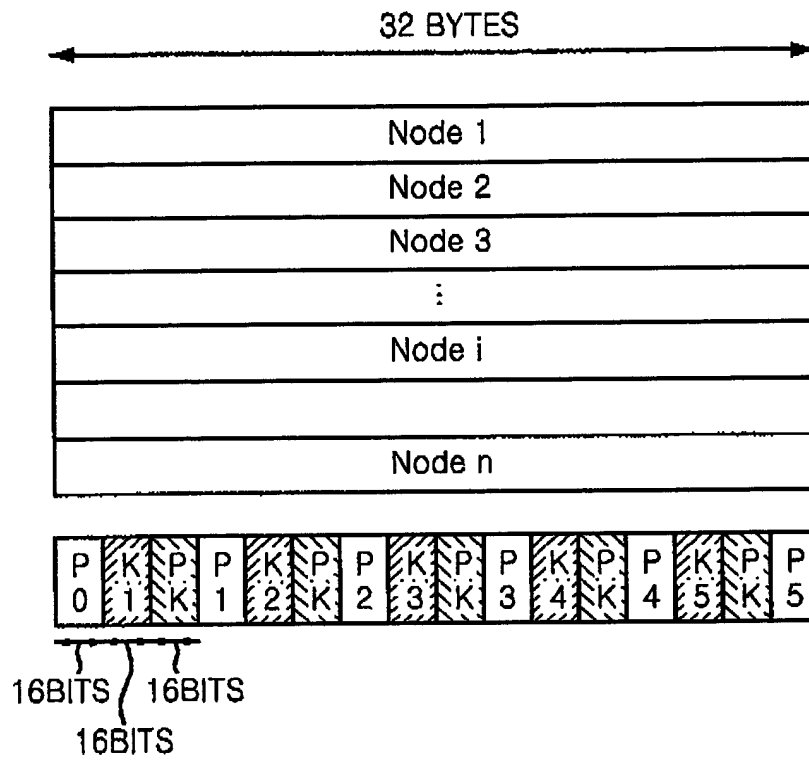 32 BYTES
Node 1
Node 2
Node 3
⋮
Node i
Node n
P K P P K P P K P P K P P K P P
0 1 K 1 2 K 2 3 K 3 4 K 4 5 K 5
16BITS 16BITS
16BITS